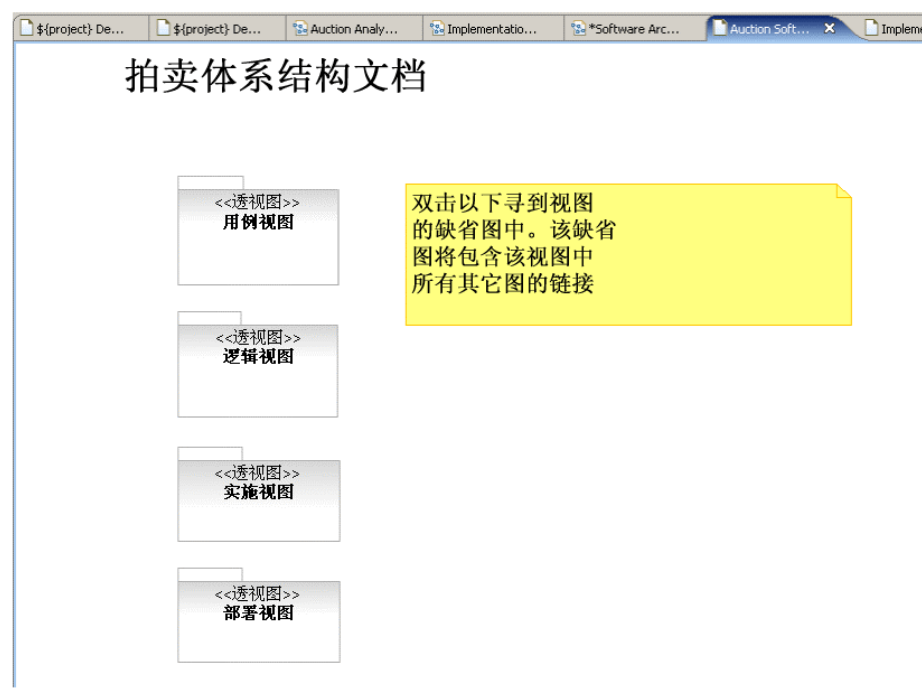 ${project} De...
${project} De...
Auction Analy...
Implementatio...
*Software Arc...
Auction Soft...
Impleme
拍卖体系结构文档
<<透视图>>
用例视图
双击以下寻到视图
的缺省图中。该缺省
图将包含该视图中
所有其它图的链接
<<透视图>>
逻辑视图
<<透视图>>
实施视图
<<透视图>>
部署视图